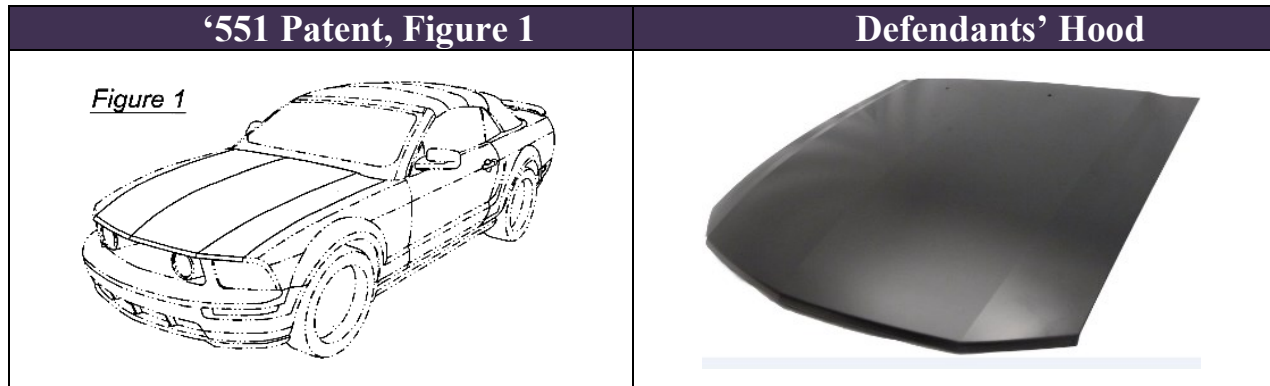 ‘551 Patent, Figure 1
Defendants’ Hood
Figure 1